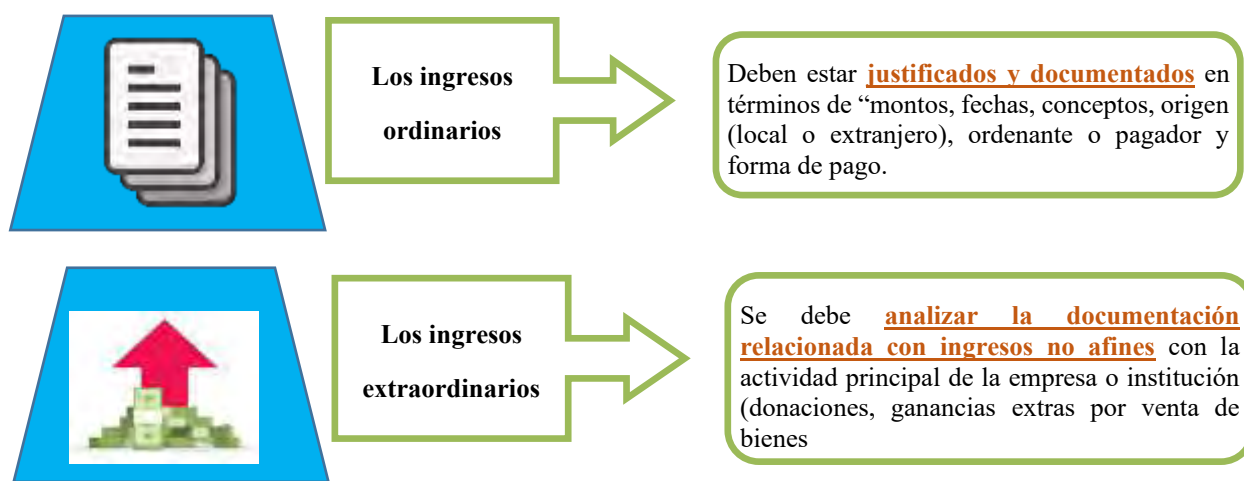 Los ingresos
ordinarios
Deben estar justificados y documentados en
términos de “montos, fechas, conceptos, origen
(local o extranjero), ordenante o pagador y
forma de pago.
Los ingresos
extraordinarios
Se debe analizar la documentación
relacionada con ingresos no afines con la
actividad principal de la empresa o institución
(donaciones, ganancias extras por venta de
bienes